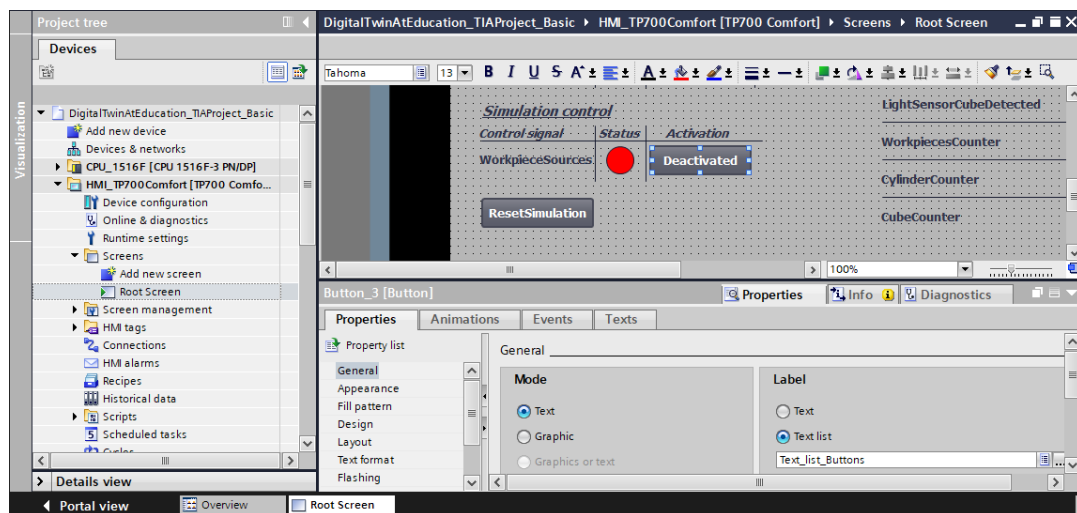 Project tree
DigitalTwinAtEducation_TIAProject_Basic
HMI_TP700Comfort [TP700 Comfort]
Screens
Root Screen
Devices
Tahoma
13
B I U S A
Visualization
DigitalTwinAtEducation_TIAProject_Basic
Add new device
Devices & networks
CPU_1516F [CPU 1516F-3 PN/DP]
HMI_TP700Comfort [TP700 Comfo...
Device configuration
Online & diagnostics
Runtime settings
Screens
Add new screen
Root Screen
Screen management
HMI tags
Connections
HMI alarms
Recipes
Historical data
Scripts
Scheduled tasks
Cycles
Simulation control
Control signal Status Activation
WorkpieceSources Deactivated
ResetSimulation
LightSensorCubeDetected
WorkpiecesCounter
CylinderCounter
CubeCounter
100%
Button_3 [Button]
Properties Info Diagnostics
Properties Animations Events Texts
Property list
General
Appearance
Fill pattern
Design
Layout
Text format
Flashing
General
Mode
Text
Graphic
Graphics or text
Label
Text
Text list
Text_list_Buttons
...
Details view
Portal view Overview Root Screen